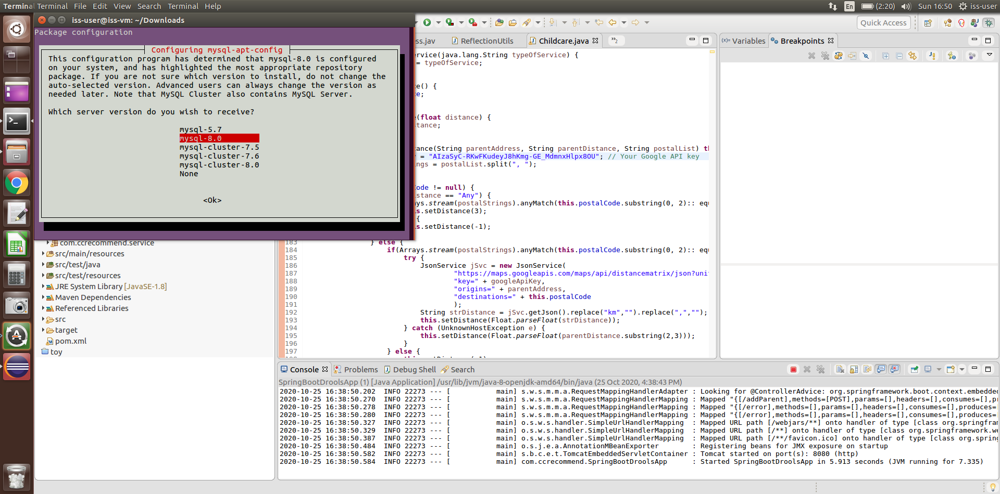 Terminal Terminal File Edit View Search Terminal Help
En (2:20) Sun 16:50 iss-user
iss-user@iss-vm: ~/Downloads
Package configuration
Configuring mysql-apt-config
This configuration program has determined that mysql-8.0 is configured
on your system, and has highlighted the most appropriate repository
package. If you are not sure which version to install, do not change the
auto-selected version. Advanced users can always change the version as
needed later. Note that MySQL Cluster also contains MySQL Server.
Which server version do you wish to receive?
mysql-5.7
mysql-8.0
mysql-cluster-7.5
mysql-cluster-7.6
mysql-cluster-8.0
None
<Ok>
com.ccrecommend.service
src/main/resources
src/test/java
src/test/resources
JRE System Library [JavaSE-1.8]
Maven Dependencies
Referenced Libraries
src
target
pom.xml
toy
Quick Access
ss.jav ReflectionUtils Childcare.java »2
ervice(java.lang.String typeOfService) {
= typeOfService;
e() {
ce;
(float distance) {
tance;
ance(String parentAddress, String parentDistance, String postalList) th
y = "AIzaSyC-RKwFKudeyJ8hKmg-GE_MdmnxHlpx8OU"; // Your Google API key
ngs = postalList.split(", ");
Code != null) {
stance == "Any") {
ays.stream(postalStrings).anyMatch(this.postalCode.substring(0, 2):: equ
s.setDistance(3);
{
s.setDistance(-1);
183 } else {
184 if(Arrays.stream(postalStrings).anyMatch(this.postalCode.substring(0, 2):: equ
185 try {
186 JsonService jSvc = new JsonService(
187 "https://maps.googleapis.com/maps/api/distancematrix/json?uni
188 "key=" + googleApiKey,
189 "origins=" + parentAddress,
190 "destinations=" + this.postalCode
191 );
192 String strDistance = jSvc.getJson().replace("km","").replace(",","");
193 this.setDistance(Float.parseFloat(strDistance));
194 } catch (UnknownHostException e) {
195 this.setDistance(Float.parseFloat(parentDistance.substring(2,3)));
196 }
197 } else {
(x)= Variables Breakpoints
Console Problems Debug Shell Search
SpringBootDroolsApp (1) [Java Application] /usr/lib/jvm/java-8-openjdk-amd64/bin/java (25 Oct 2020, 4:38:43 PM)
2020-10-25 16:38:50.202 INFO 22273 --- [ main] s.w.s.m.m.a.RequestMappingHandlerAdapter : Looking for @ControllerAdvice: org.springframework.boot.context.embedded
2020-10-25 16:38:50.270 INFO 22273 --- [ main] s.w.s.m.m.a.RequestMappingHandlerMapping : Mapped "{[/addParent],methods=[POST],params=[],headers=[],consumes=[],pr
2020-10-25 16:38:50.278 INFO 22273 --- [ main] s.w.s.m.m.a.RequestMappingHandlerMapping : Mapped "{[/error],methods=[],params=[],headers=[],consumes=[],produces=[
2020-10-25 16:38:50.280 INFO 22273 --- [ main] s.w.s.m.m.a.RequestMappingHandlerMapping : Mapped "{[/error],methods=[],params=[],headers=[],consumes=[],produces=[
2020-10-25 16:38:50.327 INFO 22273 --- [ main] o.s.w.s.handler.SimpleUrlHandlerMapping : Mapped URL path [/webjars/**] onto handler of type [class org.springfram
2020-10-25 16:38:50.329 INFO 22273 --- [ main] o.s.w.s.handler.SimpleUrlHandlerMapping : Mapped URL path [/**] onto handler of type [class org.springframework.we
2020-10-25 16:38:50.387 INFO 22273 --- [ main] o.s.w.s.handler.SimpleUrlHandlerMapping : Mapped URL path [/**/favicon.ico] onto handler of type [class org.spring
2020-10-25 16:38:50.484 INFO 22273 --- [ main] o.s.j.e.a.AnnotationMBeanExporter : Registering beans for JMX exposure on startup
2020-10-25 16:38:50.582 INFO 22273 --- [ main] s.b.c.e.t.TomcatEmbeddedServletContainer : Tomcat started on port(s): 8080 (http)
2020-10-25 16:38:50.584 INFO 22273 --- [ main] com.ccrecommend.SpringBootDroolsApp : Started SpringBootDroolsApp in 5.913 seconds (JVM running for 7.335)